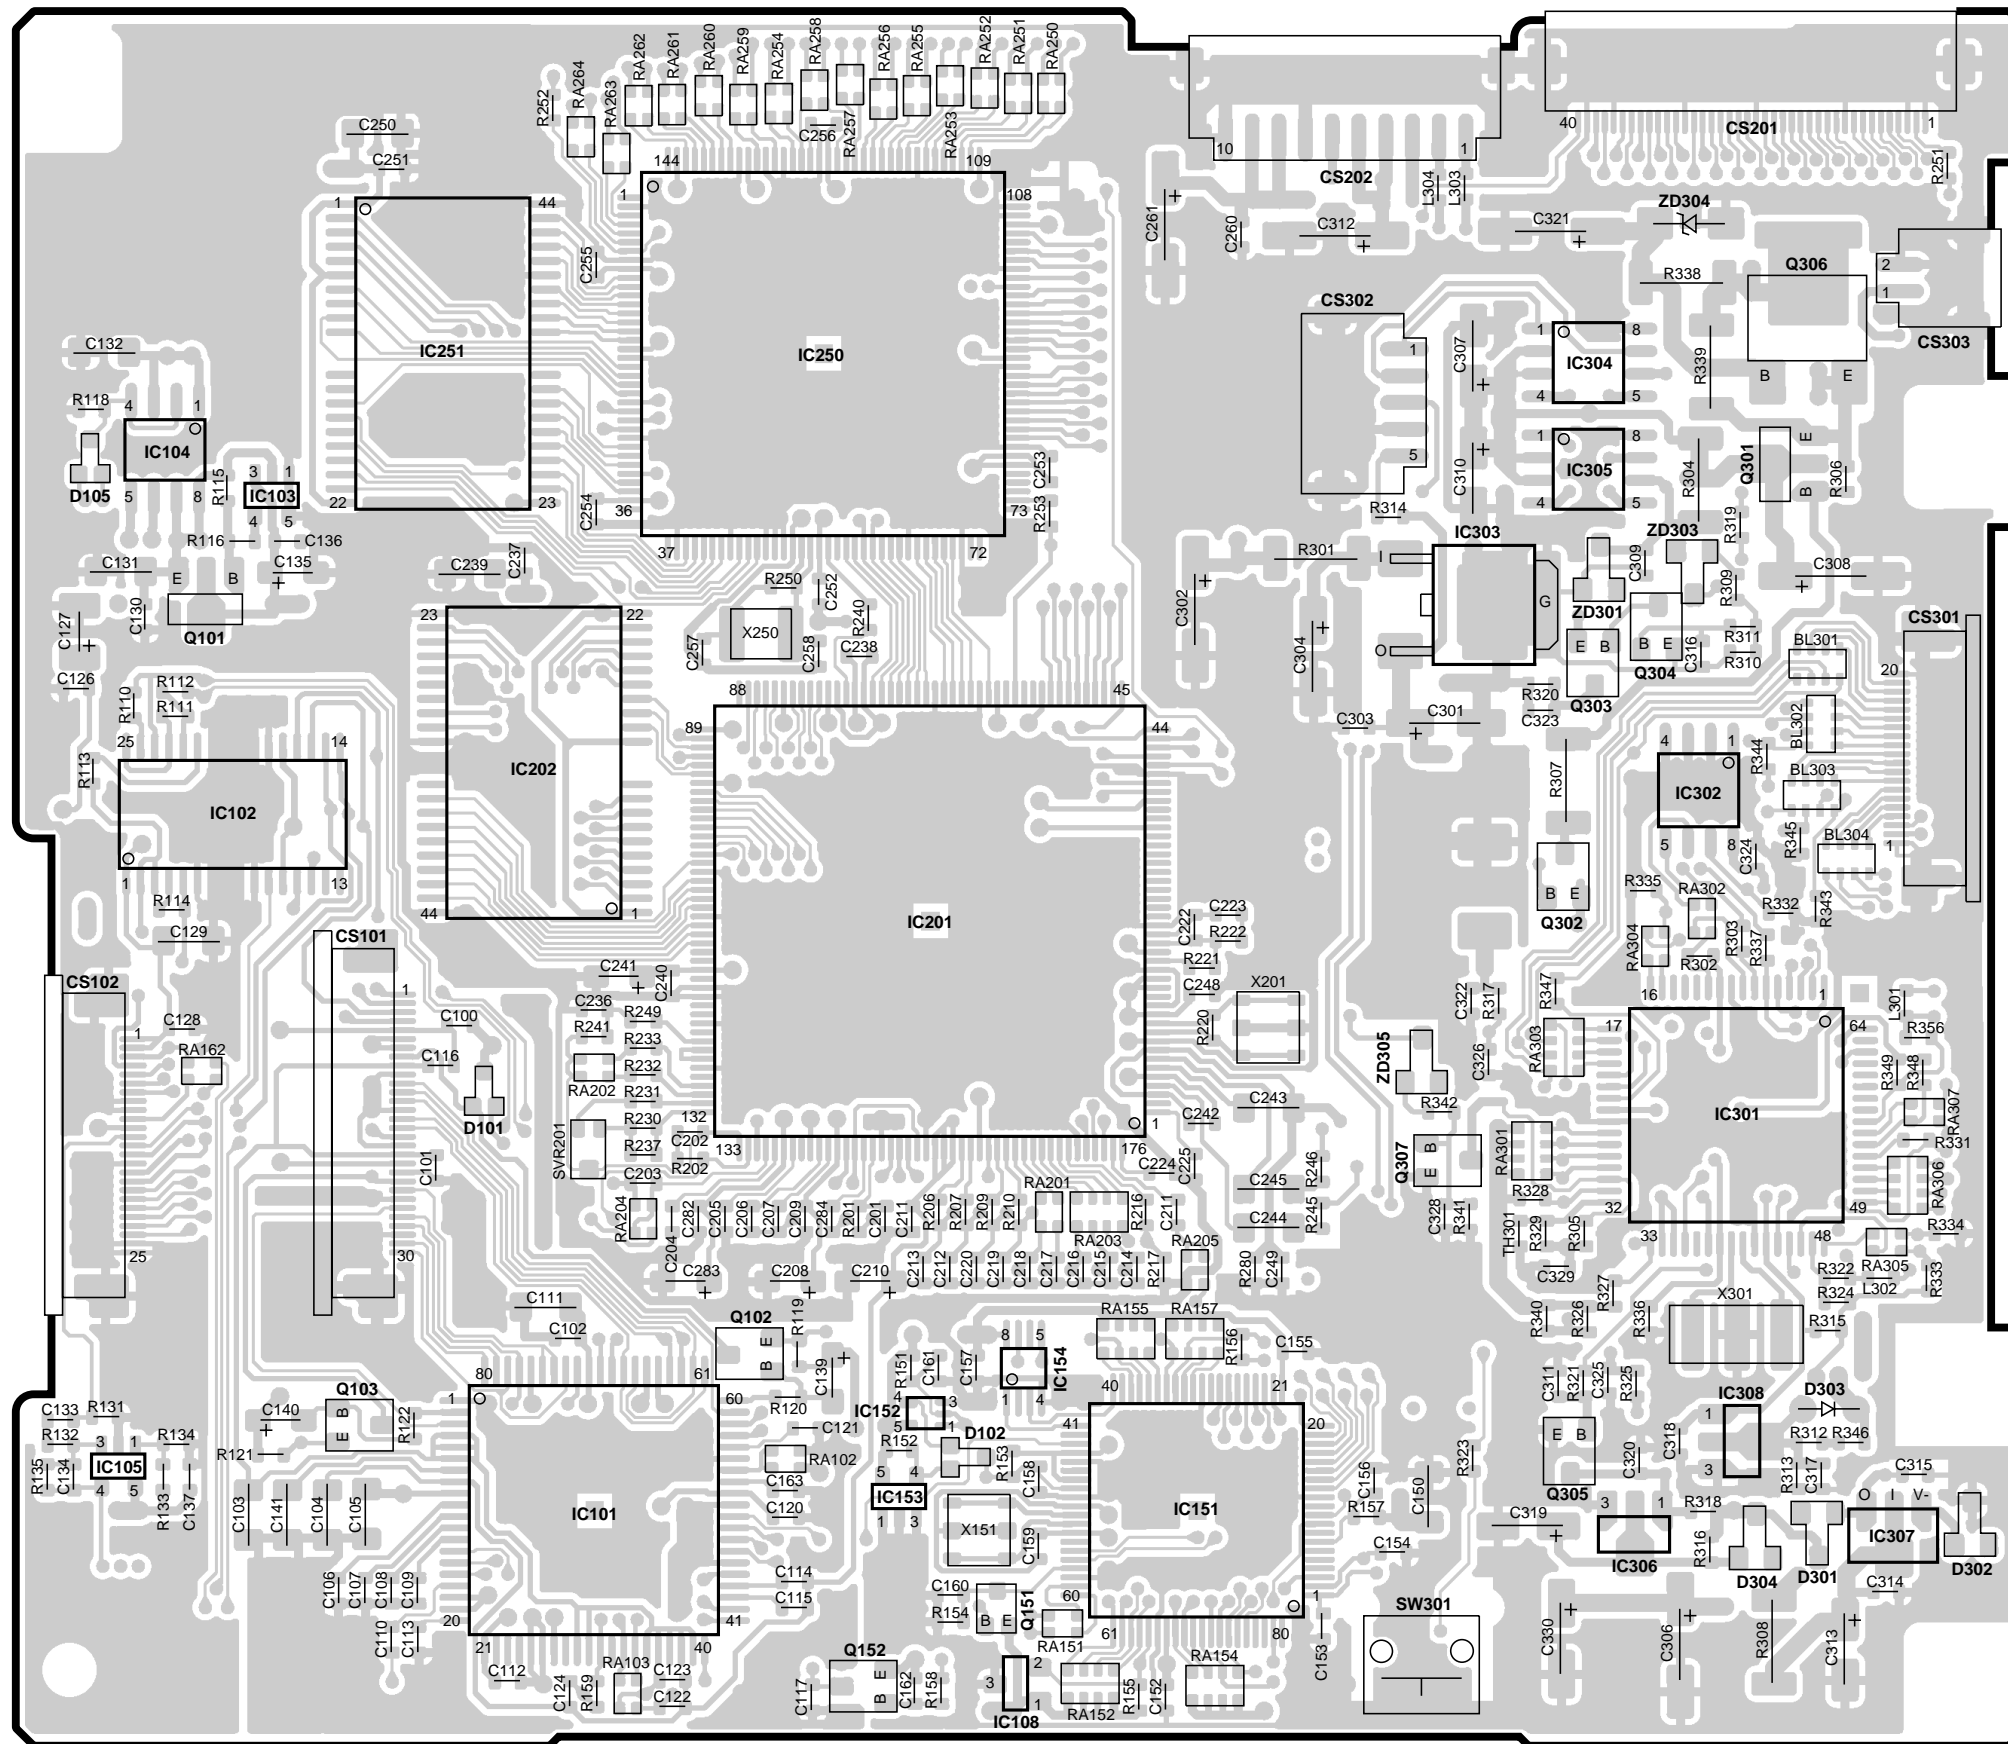 RA264
RA262
RA261
RA260
RA259
RA254
RA258
RA256
RA255
RA252
RA251
RA250
R252
RA263
C256
RA257
RA253
C250
C251
144
109
10
1
CS202
L304
L303
40
CS201
1
R251
1
44
1
108
C255
C261
C260
C312
+
+
C321
+
ZD304
R338
Q306
2
1
CS303
C132
IC251
IC250
CS302
1
5
C307
+
1
8
IC304
4
5
R339
B
E
R118
4
1
IC104
D105
5
8
R115
3
1
IC103
4
5
R116
C136
22
23
C254
36
73
C253
R253
R314
C310
+
1
8
IC305
4
5
R304
Q301
E
B
R306
R319
C131
E
B
C135
+
C127
+
C130
Q101
C239
C237
37
72
R250
C252
R240
X250
C257
C258
C238
C302
+
R301
C304
+
IC303
I
G
O
ZD301
C309
ZD303
R309
C308
+
E
B
Q303
B
E
Q304
C316
R311
R310
BL301
CS301
20
C126
R110
R112
R111
25
14
R113
IC102
1
13
R114
23
22
IC202
44
1
88
45
89
44
IC201
C303
C301
+
R320
C323
R307
4
1
R344
BL302
IC302
BL303
5
8
C324
R345
BL304
1
B
E
Q302
R335
RA302
RA304
R302
R303
R337
R332
R343
C129
CS101
CS102
1
C128
RA162
1
C100
C116
D101
C101
C241
+
C240
C236
R249
R241
R233
R232
RA202
R231
R230
132
SVR201
R237
C202
133
R202
C203
C222
C223
R222
R221
C248
R220
X201
C242
C243
1
176
C224
C225
C245
R246
C244
R245
C322
R317
C326
ZD305
R342
R347
16
1
17
64
RA303
L301
R356
R349
R348
RA307
IC301
R331
RA306
Q307
B
E
RA301
R328
C328
R341
TH301
R329
R305
32
49
33
48
R334
RA305
25
30
RA204
C204
C282
C205
C206
C207
C209
C284
R201
C201
C211
R206
R207
R209
R210
RA201
RA203
R216
C211
RA205
C283
+
C208
+
C210
+
C213
C212
C220
C219
C218
C217
C216
C215
C214
R217
R280
C249
C329
R327
R322
L302
R333
R324
C111
C102
Q102
B
E
R119
C139
+
R120
R151
C161
C157
8
5
IC154
1
4
RA155
RA157
R156
C155
R340
R326
R336
X301
R315
C311
R321
C325
R325
IC308
1
3
D303
R312
R346
C133
R131
R132
3
1
R134
IC105
R135
C134
4
5
R133
C137
C140
+
Q103
B
E
R122
R121
80
61
1
60
C121
RA102
C163
C120
IC101
IC152
4
3
5
1
D102
R152
5
4
IC153
1
3
R153
C158
X151
C159
40
21
41
20
IC151
C156
R157
C150
R323
C154
E
B
Q305
C320
C318
3
1
IC306
R318
R316
R313
C317
C315
O
I
V-
IC307
D304
D301
D302
C314
C319
+
C103
C141
C104
C105
C106
C107
C108
C109
C110
C113
20
41
21
40
C112
C124
R159
RA103
C123
C122
C114
C115
C160
R154
B
E
Q151
60
1
61
80
RA151
Q152
E
B
C117
C162
R158
2
3
1
IC108
RA152
R155
C152
RA154
C153
SW301
C330
+
C306
+
R308
C313
+